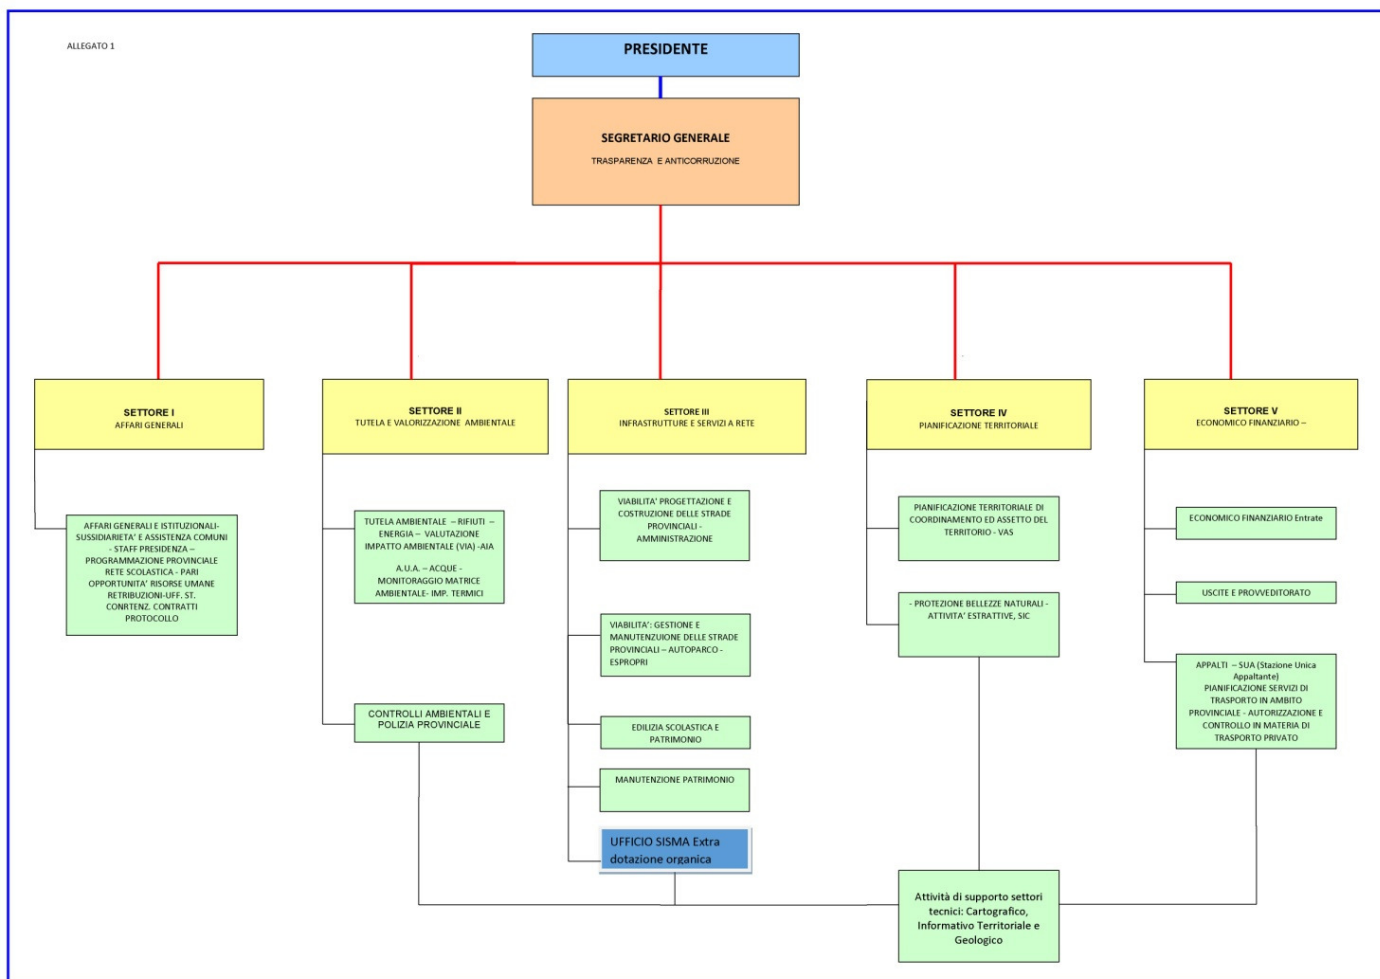 ALLEGATO 1
PRESIDENTE
SEGRETARIO GENERALE
TRASPARENZA E ANTICORRUZIONE
SETTORE I
AFFARI GENERALI
SETTORE II
TUTELA E VALORIZZAZIONE AMBIENTALE
SETTORE III
INFRASTRUTTURE E SERVIZI A RETE
SETTORE IV
PIANIFICAZIONE TERRITORIALE
SETTORE V
ECONOMICO FINANZIARIO –
AFFARI GENERALI E ISTITUZIONALI-
SUSSIDIARIETA' E ASSISTENZA COMUNI
- STAFF PRESIDENZA –
PROGRAMMAZIONE PROVINCIALE
RETE SCOLASTICA - PARI
OPPORTUNITA' RISORSE UMANE
RETRIBUZIONI-UFF. ST.
CONRTENZ. CONTRATTI
PROTOCOLLO
TUTELA AMBIENTALE – RIFIUTI –
ENERGIA – VALUTAZIONE
IMPATTO AMBIENTALE (VIA) -AIA
A.U.A. – ACQUE -
MONITORAGGIO MATRICE
AMBIENTALE- IMP. TERMICI
CONTROLLI AMBIENTALI E
POLIZIA PROVINCIALE
VIABILITA' PROGETTAZIONE E
COSTRUZIONE DELLE STRADE
PROVINCIALI -
AMMINISTRAZIONE
VIABILITA': GESTIONE E
MANUTENZUIONE DELLE STRADE
PROVINCIALI – AUTOPARCO -
ESPROPRI
EDILIZIA SCOLASTICA E
PATRIMONIO
MANUTENZIONE PATRIMONIO
UFFICIO SISMA Extra
dotazione organica
PIANIFICAZIONE TERRITORIALE DI
COORDINAMENTO ED ASSETTO DEL
TERRITORIO - VAS
- PROTEZIONE BELLEZZE NATURALI -
ATTIVITA' ESTRATTIVE, SIC
ECONOMICO FINANZIARIO Entrate
USCITE E PROVVEDITORATO
APPALTI – SUA (Stazione Unica
Appaltante)
PIANIFICAZIONE SERVIZI DI
TRASPORTO IN AMBITO
PROVINCIALE - AUTORIZZAZIONE E
CONTROLLO IN MATERIA DI
TRASPORTO PRIVATO
Attività di supporto settori
tecnici: Cartografico,
Informativo Territoriale e
Geologico